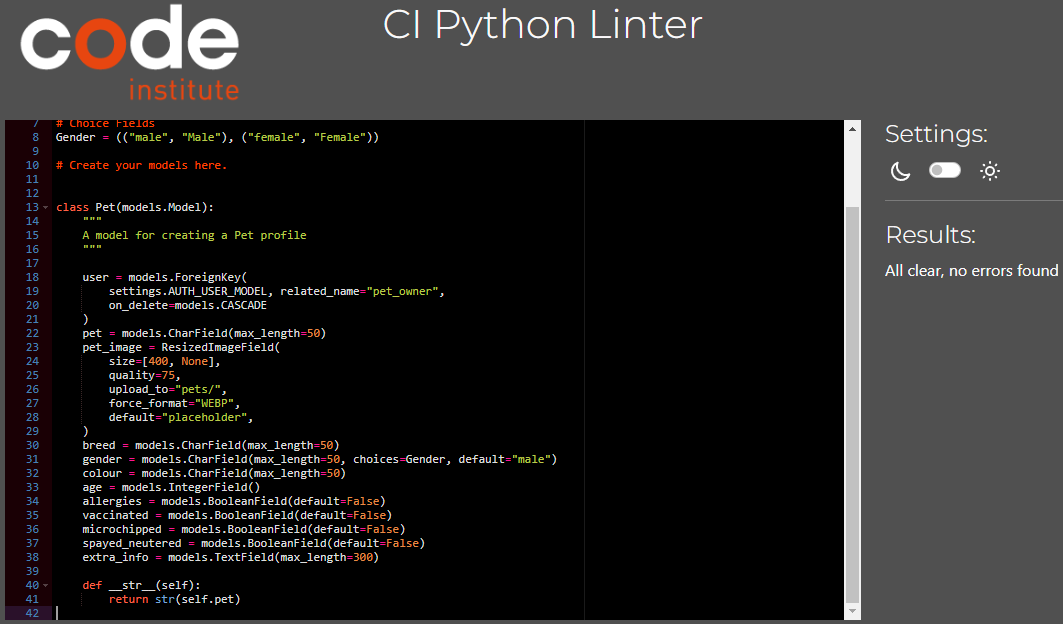 code
institute
CI Python Linter
7 # Choice Fields
8 Gender = (("male", "Male"), ("female", "Female"))
9
10 # Create your models here.
11
12
13 class Pet(models.Model):
14     """
15     A model for creating a Pet profile
16     """
17
18     user = models.ForeignKey(
19         settings.AUTH_USER_MODEL, related_name="pet_owner",
20         on_delete=models.CASCADE
21     )
22     pet = models.CharField(max_length=50)
23     pet_image = ResizedImageField(
24         size=[400, None],
25         quality=75,
26         upload_to="pets/",
27         force_format="WEBP",
28         default="placeholder",
29     )
30     breed = models.CharField(max_length=50)
31     gender = models.CharField(max_length=50, choices=Gender, default="male")
32     colour = models.CharField(max_length=50)
33     age = models.IntegerField()
34     allergies = models.BooleanField(default=False)
35     vaccinated = models.BooleanField(default=False)
36     microchipped = models.BooleanField(default=False)
37     spayed_neutered = models.BooleanField(default=False)
38     extra_info = models.TextField(max_length=300)
39
40     def __str__(self):
41         return str(self.pet)
42
Settings:
Results:
All clear, no errors found